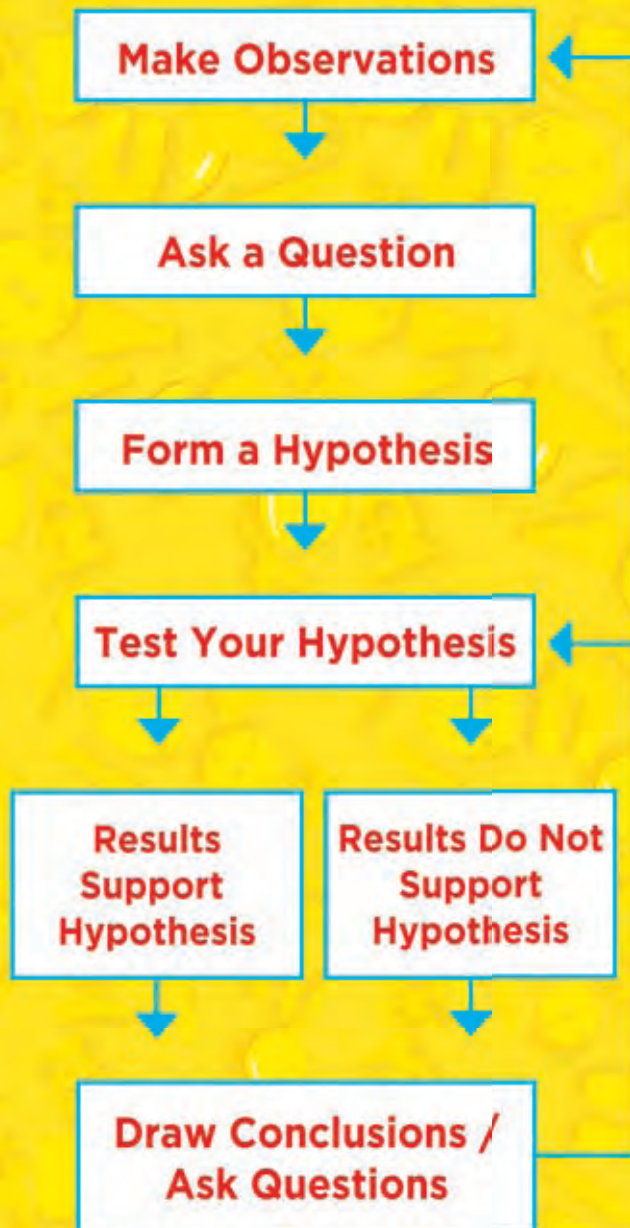 Make Observations
Ask a Question
Form a Hypothesis
Test Your Hypothesis
Results
Support
Hypothesis
Results Do Not
Support
Hypothesis
Draw Conclusions /
Ask Questions